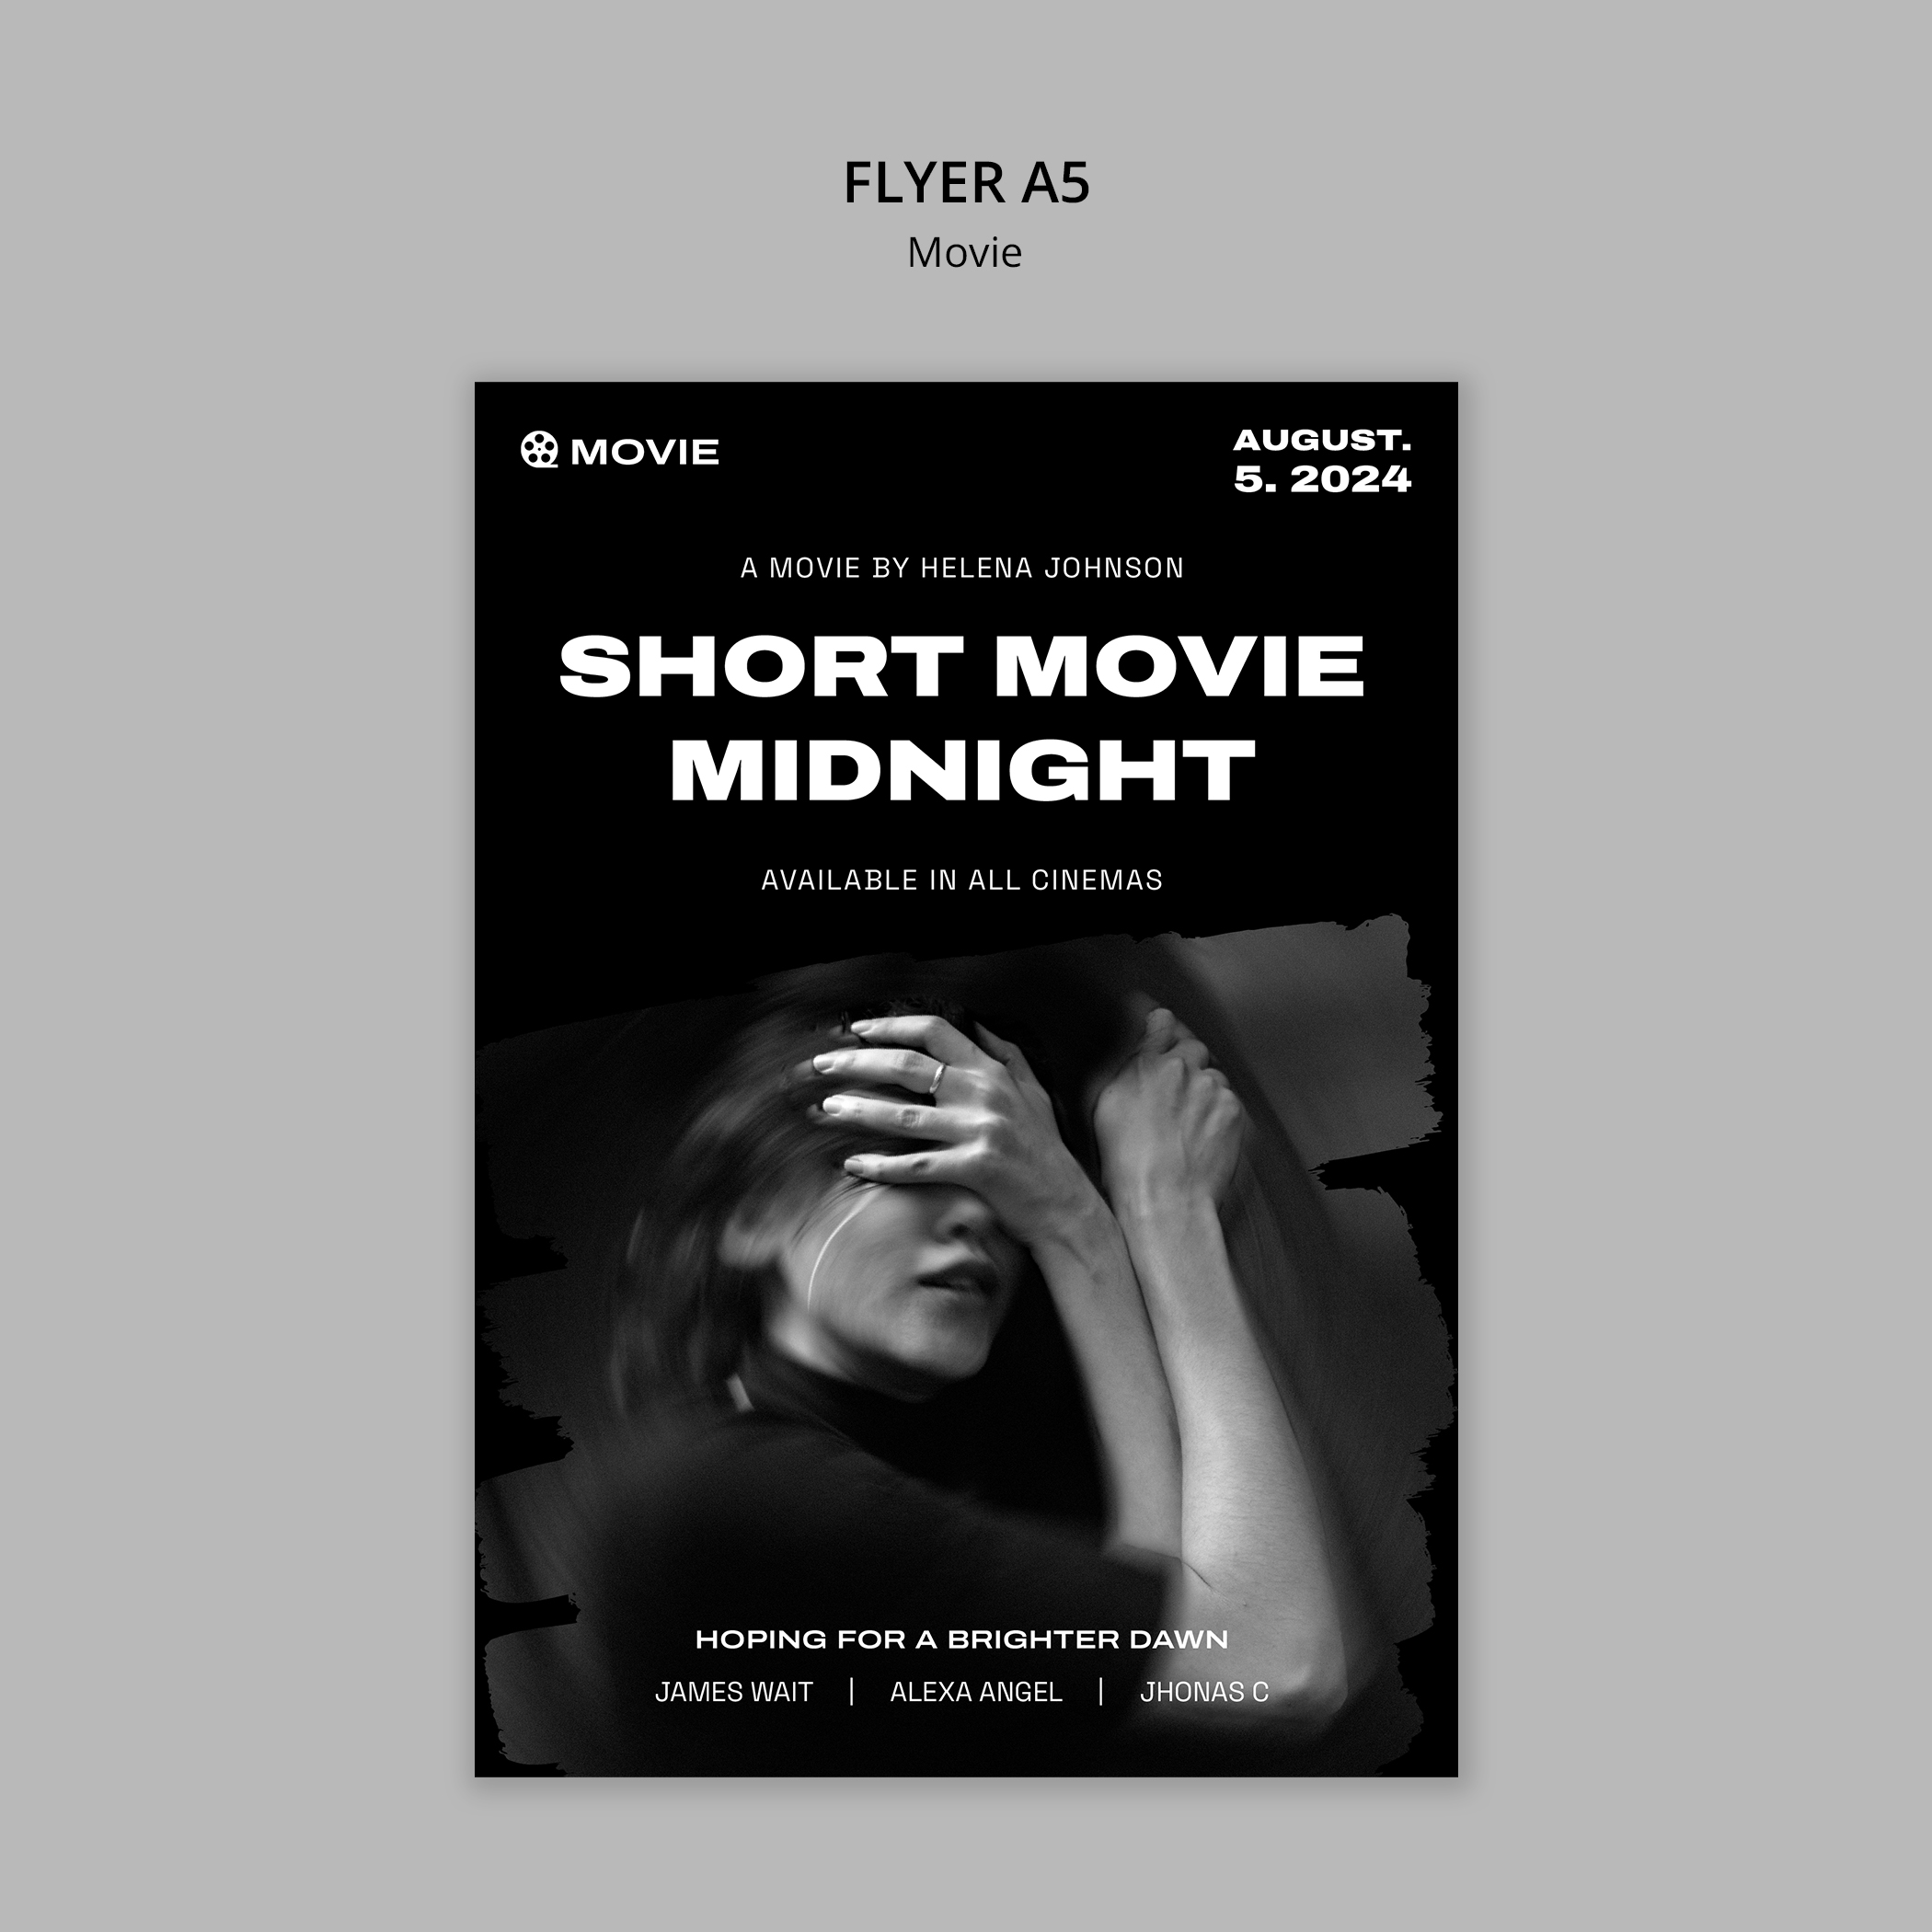 FLYER A5
Movie
MOVIE
AUGUST.
5. 2024
A MOVIE BY HELENA JOHNSON
SHORT MOVIE
MIDNIGHT
AVAILABLE IN ALL CINEMAS
HOPING FOR A BRIGHTER DAWN
JAMES WAIT | ALEXA ANGEL | JHONAS C